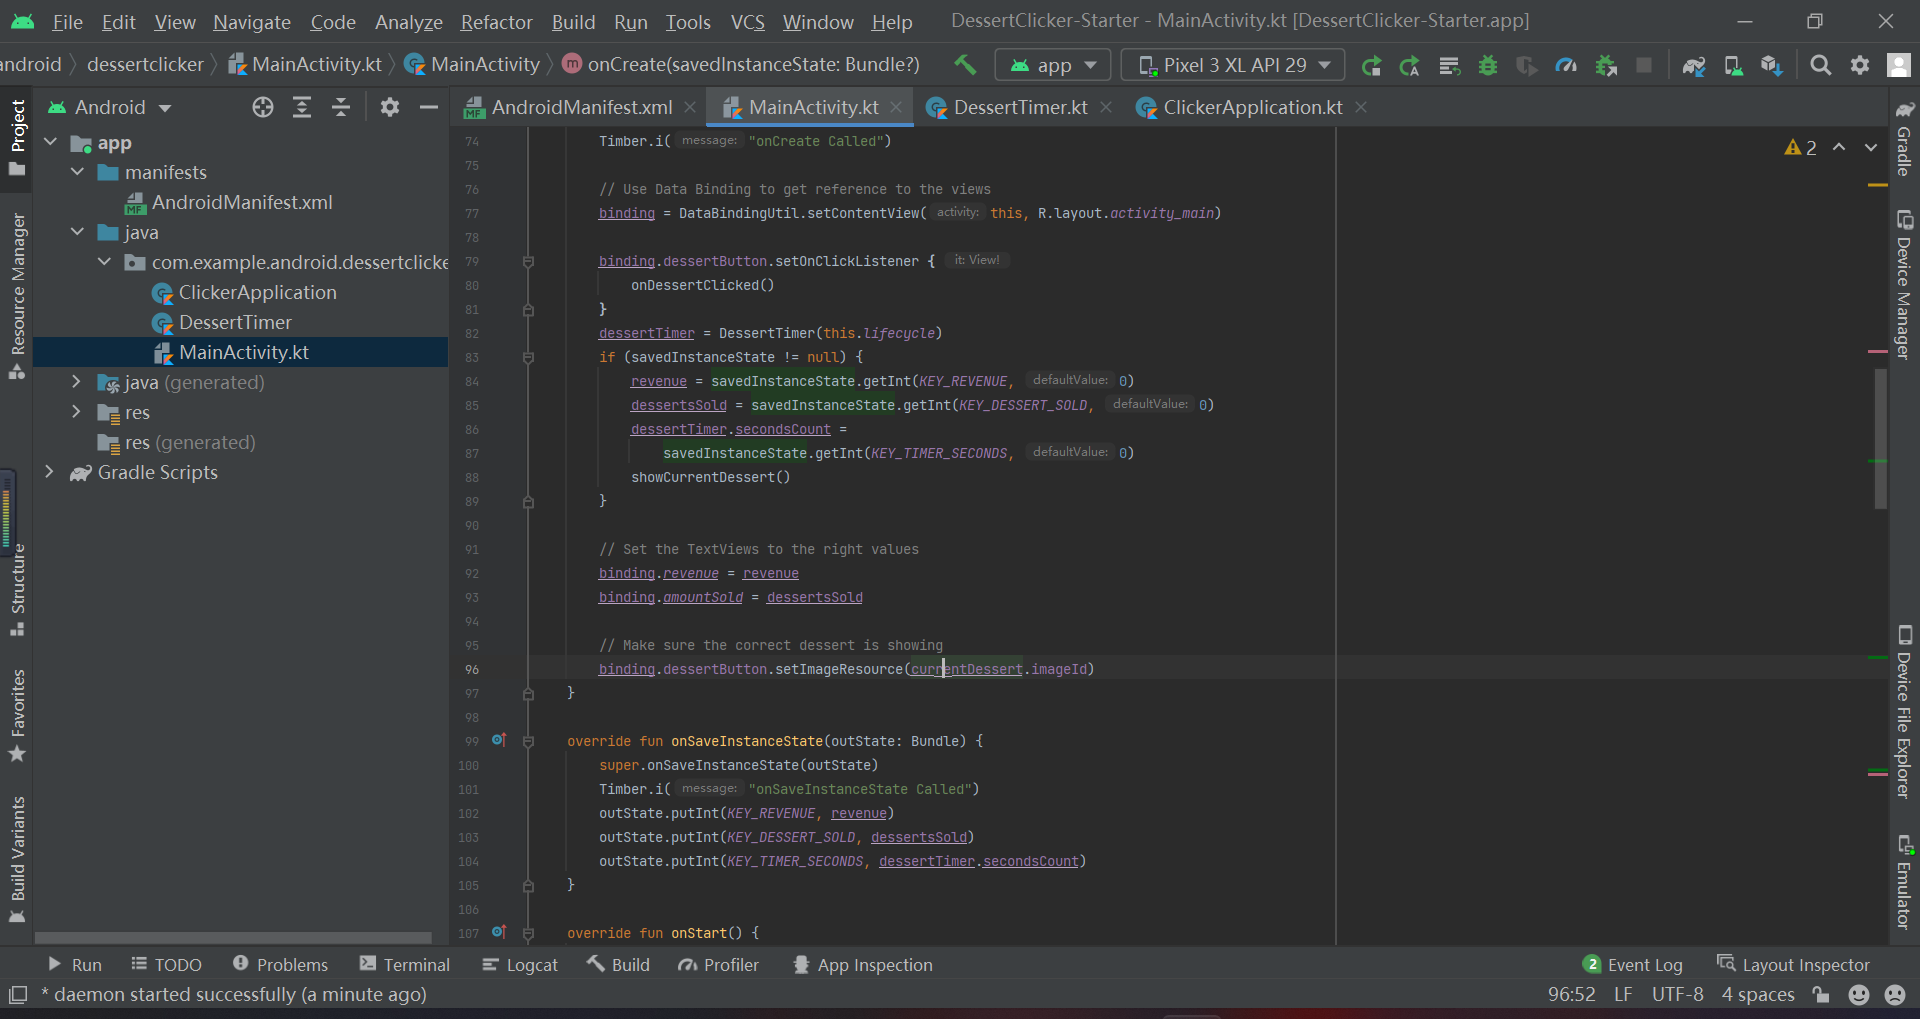 File Edit View Navigate Code Analyze Refactor Build Run Tools VCS Window Help DessertClicker-Starter - MainActivity.kt [DessertClicker-Starter.app]
android dessertclicker MainActivity.kt MainActivity m onCreate(savedInstanceState: Bundle?) app Pixel 3 XL API 29
Project
Resource Manager
Structure
Favorites
Build Variants
Android
app
manifests
MF AndroidManifest.xml
java
com.example.android.dessertclicke
ClickerApplication
DessertTimer
MainActivity.kt
java (generated)
res
res (generated)
Gradle Scripts
MF AndroidManifest.xml MainActivity.kt DessertTimer.kt ClickerApplication.kt
2
74 Timber.i( message: "onCreate Called")
75
76 // Use Data Binding to get reference to the views
77 binding = DataBindingUtil.setContentView( activity: this, R.layout.activity_main)
78
79 binding.dessertButton.setOnClickListener { it: View!
80 onDessertClicked()
81 }
82 dessertTimer = DessertTimer(this.lifecycle)
83 if (savedInstanceState != null) {
84 revenue = savedInstanceState.getInt(KEY_REVENUE, defaultValue: 0)
85 dessertsSold = savedInstanceState.getInt(KEY_DESSERT_SOLD, defaultValue: 0)
86 dessertTimer.secondsCount =
87 savedInstanceState.getInt(KEY_TIMER_SECONDS, defaultValue: 0)
88 showCurrentDessert()
89 }
90
91 // Set the TextViews to the right values
92 binding.revenue = revenue
93 binding.amountSold = dessertsSold
94
95 // Make sure the correct dessert is showing
96 binding.dessertButton.setImageResource(currentDessert.imageId)
97 }
98
99 override fun onSaveInstanceState(outState: Bundle) {
100 super.onSaveInstanceState(outState)
101 Timber.i( message: "onSaveInstanceState Called")
102 outState.putInt(KEY_REVENUE, revenue)
103 outState.putInt(KEY_DESSERT_SOLD, dessertsSold)
104 outState.putInt(KEY_TIMER_SECONDS, dessertTimer.secondsCount)
105 }
106
107 override fun onStart() {
Gradle
Device Manager
Device File Explorer
Emulator
Run TODO Problems Terminal Logcat Build Profiler App Inspection 2 Event Log Layout Inspector
* daemon started successfully (a minute ago) 96:52 LF UTF-8 4 spaces